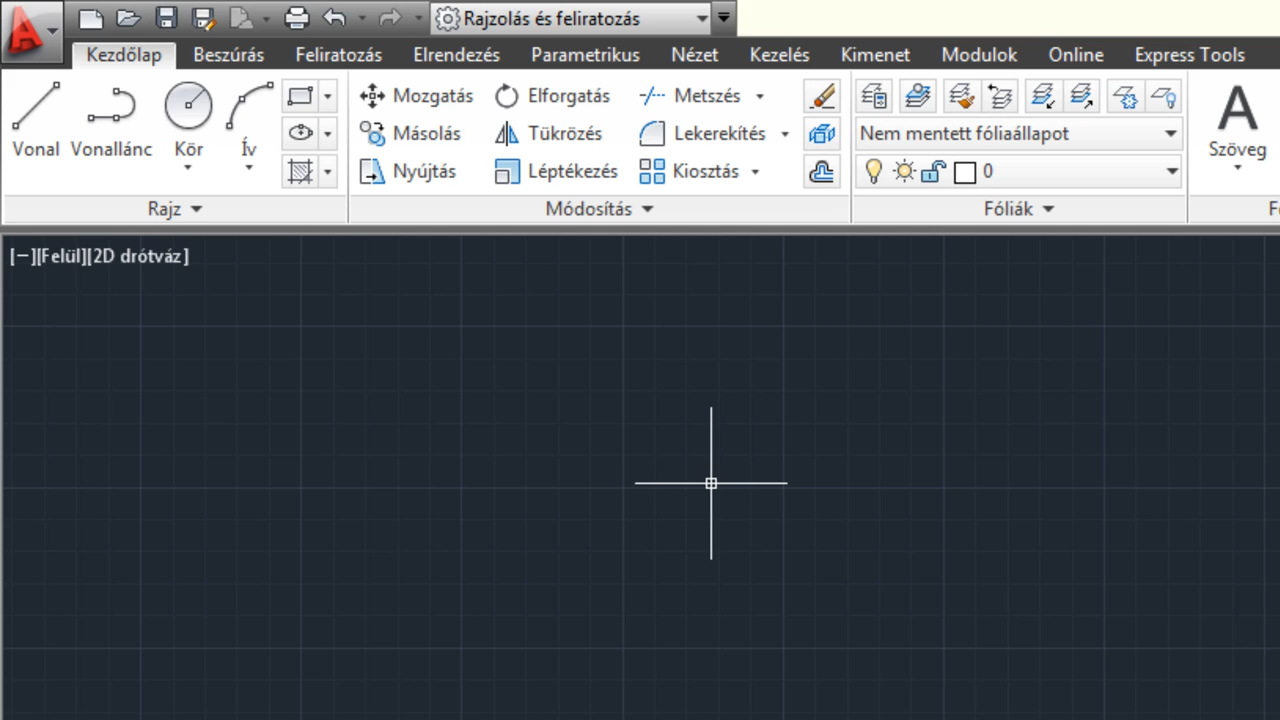 Rajzolás és feliratozás
Kezdőlap Beszúrás Feliratozás Elrendezés Parametrikus Nézet Kezelés Kimenet Modulok Online Express Tools
Vonal Vonallánc Kör Ív
Mozgatás Elforgatás Metszés
Másolás Tükrözés Lekerekítés
Nyújtás Léptékezés Kiosztás
Nem mentett fóliaállapot
0
A
Szöveg
Rajz Módosítás Fóliák
[−][Felül][2D drótváz]